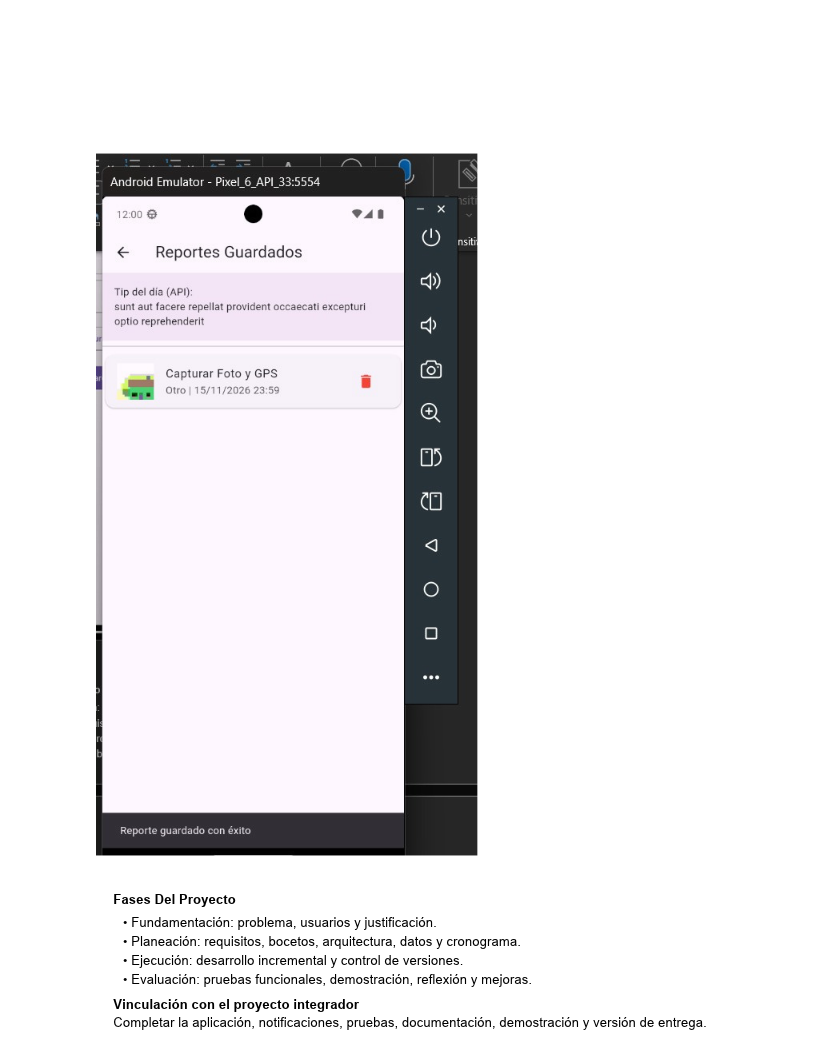 Android Emulator - Pixel_6_API_33:5554
12:00
Reportes Guardados
Tip del día (API):
sunt aut facere repellat provident occaecati excepturi
optio reprehenderit
Capturar Foto y GPS
Otro | 15/11/2026 23:59
Reporte guardado con éxito
Fases Del Proyecto
• Fundamentación: problema, usuarios y justificación.
• Planeación: requisitos, bocetos, arquitectura, datos y cronograma.
• Ejecución: desarrollo incremental y control de versiones.
• Evaluación: pruebas funcionales, demostración, reflexión y mejoras.
Vinculación con el proyecto integrador
Completar la aplicación, notificaciones, pruebas, documentación, demostración y versión de entrega.